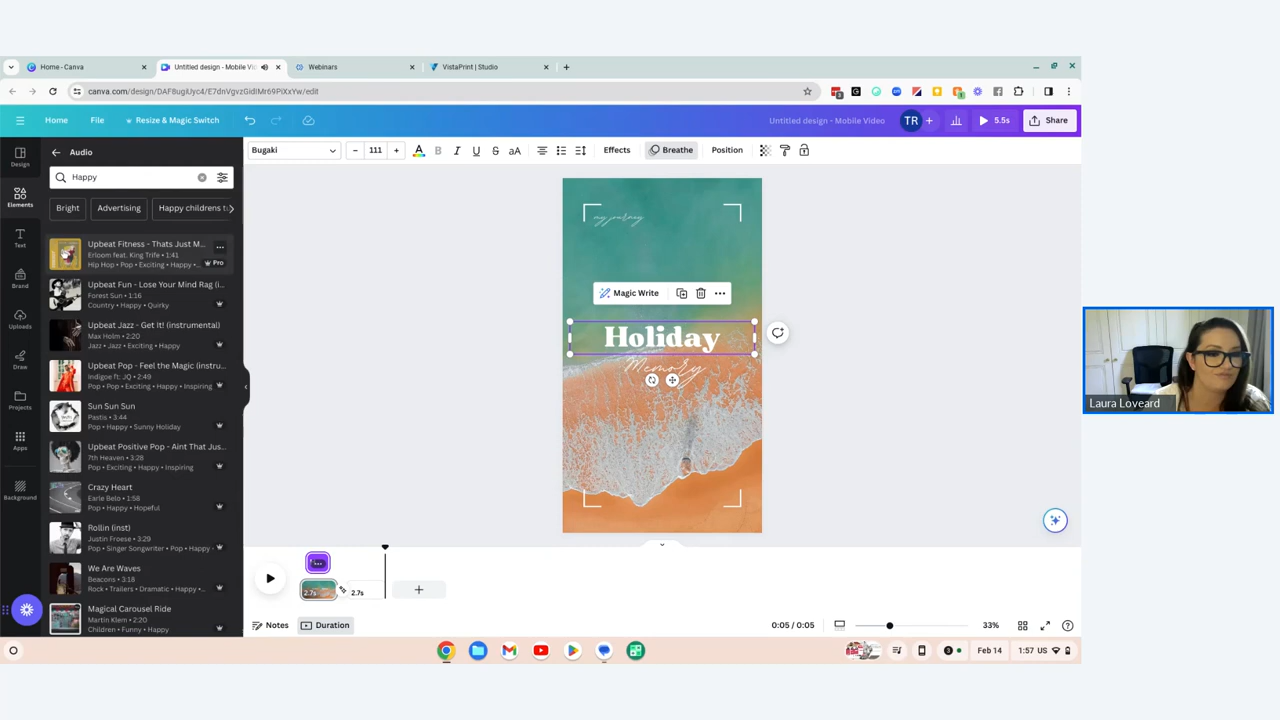 Home - Canva
Untitled design - Mobile Vid
Webinars
VistaPrint | Studio
canva.com/design/DAF8ugiUyc4/E7dnVgvzGidiMr69PiXxYw/edit
Home
File
Resize & Magic Switch
Untitled design - Mobile Video
TR
5.5s
Share
Design
Elements
Text
Brand
Uploads
Draw
Projects
Apps
Background
Audio
Happy
Bright
Advertising
Happy childrens t
Upbeat Fitness - Thats Just M...
Erloom feat. King Trife • 1:41
Hip Hop • Pop • Exciting • Happy •...
Pro
Upbeat Fun - Lose Your Mind Rag (i...
Forest Sun • 1:16
Country • Happy • Quirky
Upbeat Jazz - Get It! (instrumental)
Max Holm • 2:20
Jazz • Jazz • Exciting • Happy
Upbeat Pop - Feel the Magic (instru...
Indigoe ft: JQ • 2:49
Pop • Pop • Exciting • Happy • Inspiring
Sun Sun Sun
Pastis • 3:44
Pop • Happy • Sunny Holiday
Upbeat Positive Pop - Aint That Jus...
7th Heaven • 3:28
Pop • Exciting • Happy • Inspiring
Crazy Heart
Earle Belo • 1:58
Pop • Happy • Hopeful
Rollin (inst)
Justin Froese • 3:29
Pop • Singer Songwriter • Pop • Happy •
We Are Waves
Beacons • 3:18
Rock • Trailers • Dramatic • Happy •...
Magical Carousel Ride
Martin Klem • 2:20
Children • Funny • Happy
Bugaki
111
B
I
U
S
aA
Effects
Breathe
Position
my journey
Magic Write
Holiday
Memory
2.7s
2.7s
Notes
Duration
0:05 / 0:05
33%
Feb 14
1:57 US
Laura Loveard